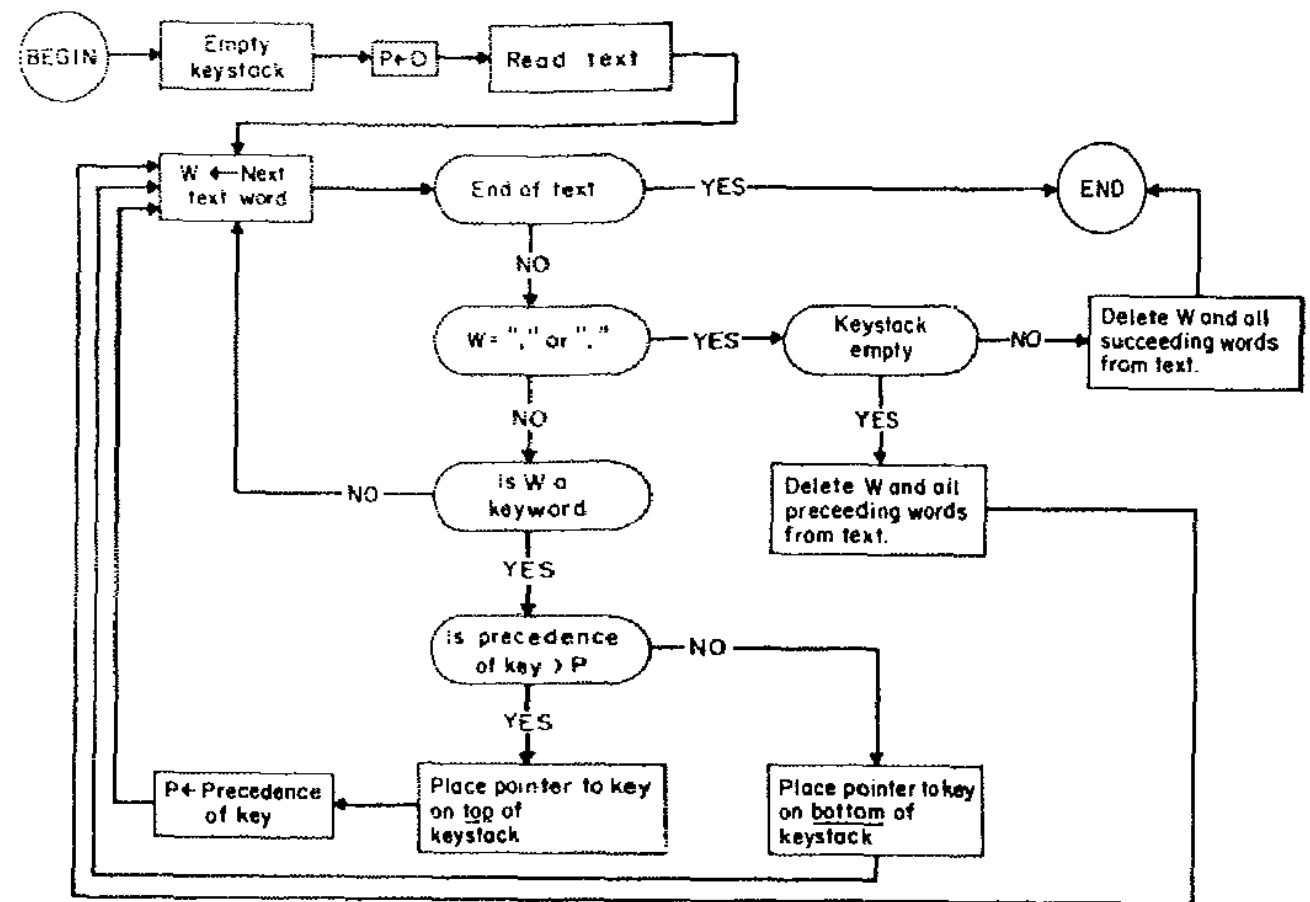 BEGIN
Empty
keystack
P←O
Read text
W ← Next
text word
End of text
YES
END
NO
W = "," or "."
YES
Keystack
empty
NO
Delete W and all
succeeding words
from text.
NO
YES
is W a
keyword
NO
Delete W and all
preceeding words
from text.
YES
is precedence
of key > P
NO
YES
P← Precedence
of key
Place pointer to key
on top of
keystack
Place pointer to key
on bottom of
keystack